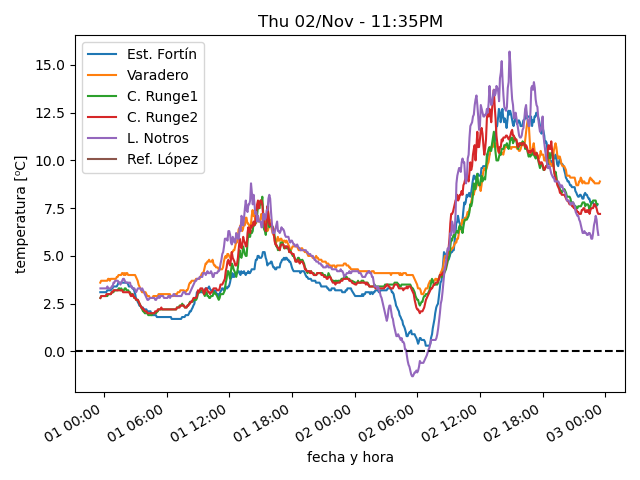 Thu 02/Nov - 11:35PM
Est. Fortín
Varadero
C. Runge1
C. Runge2
L. Notros
Ref. López
temperatura [ºC]
15.0
12.5
10.0
7.5
5.0
2.5
0.0
01 00:00
01 06:00
01 12:00
01 18:00
02 00:00
02 06:00
02 12:00
02 18:00
03 00:00
fecha y hora